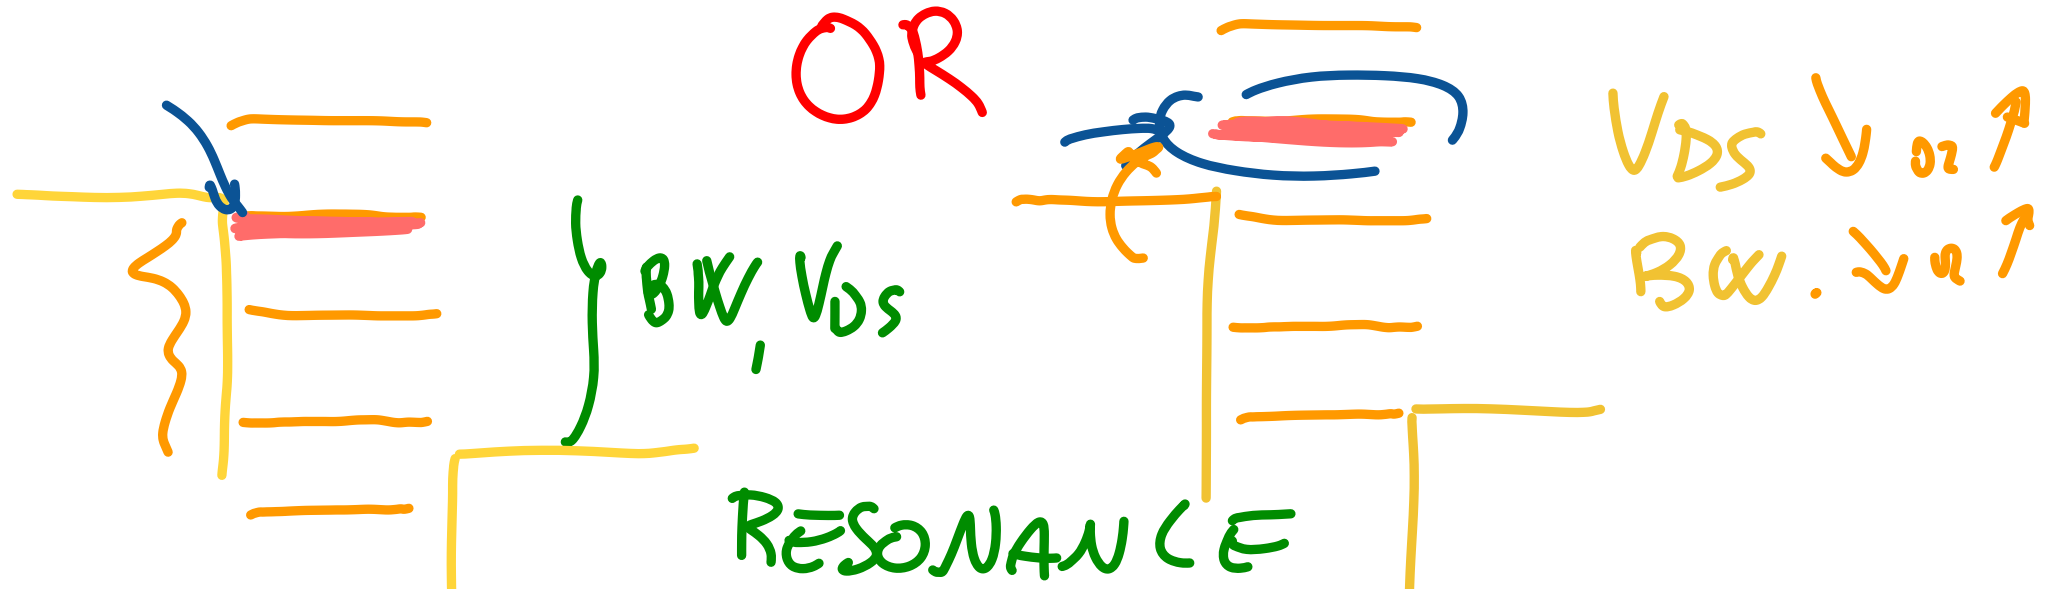 OR
VDS ↘ or ↗
BW. ↘ or ↗
BW, VDS
RESONANCE